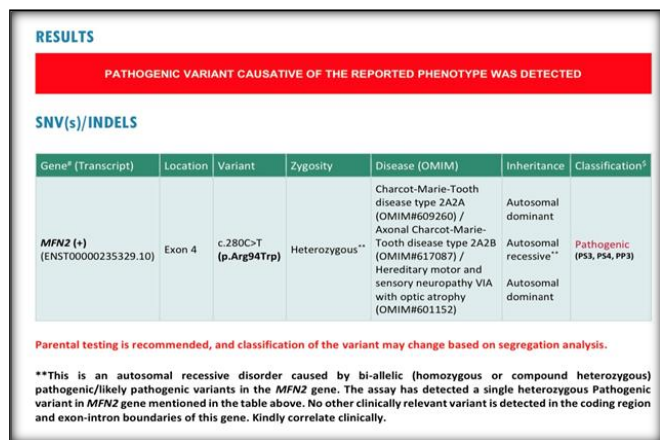 RESULTS
PATHOGENIC VARIANT CAUSATIVE OF THE REPORTED PHENOTYPE WAS DETECTED
SNV(s)/INDELS
Gene# (Transcript) Location Variant Zygosity Disease (OMIM) Inheritance Classification$
MFN2 (+)
(ENST00000235329.10)
Exon 4
c.280C>T
(p.Arg94Trp)
Heterozygous**
Charcot-Marie-Tooth
disease type 2A2A
(OMIM#609260) /
Axonal Charcot-Marie-
Tooth disease type 2A2B
(OMIM#617087) /
Hereditary motor and
sensory neuropathy VIA
with optic atrophy
(OMIM#601152)
Autosomal
dominant
Autosomal
recessive**
Autosomal
dominant
Pathogenic
(PS3, PS4, PP3)
Parental testing is recommended, and classification of the variant may change based on segregation analysis.
**This is an autosomal recessive disorder caused by bi-allelic (homozygous or compound heterozygous)
pathogenic/likely pathogenic variants in the MFN2 gene. The assay has detected a single heterozygous Pathogenic
variant in MFN2 gene mentioned in the table above. No other clinically relevant variant is detected in the coding region
and exon-intron boundaries of this gene. Kindly correlate clinically.